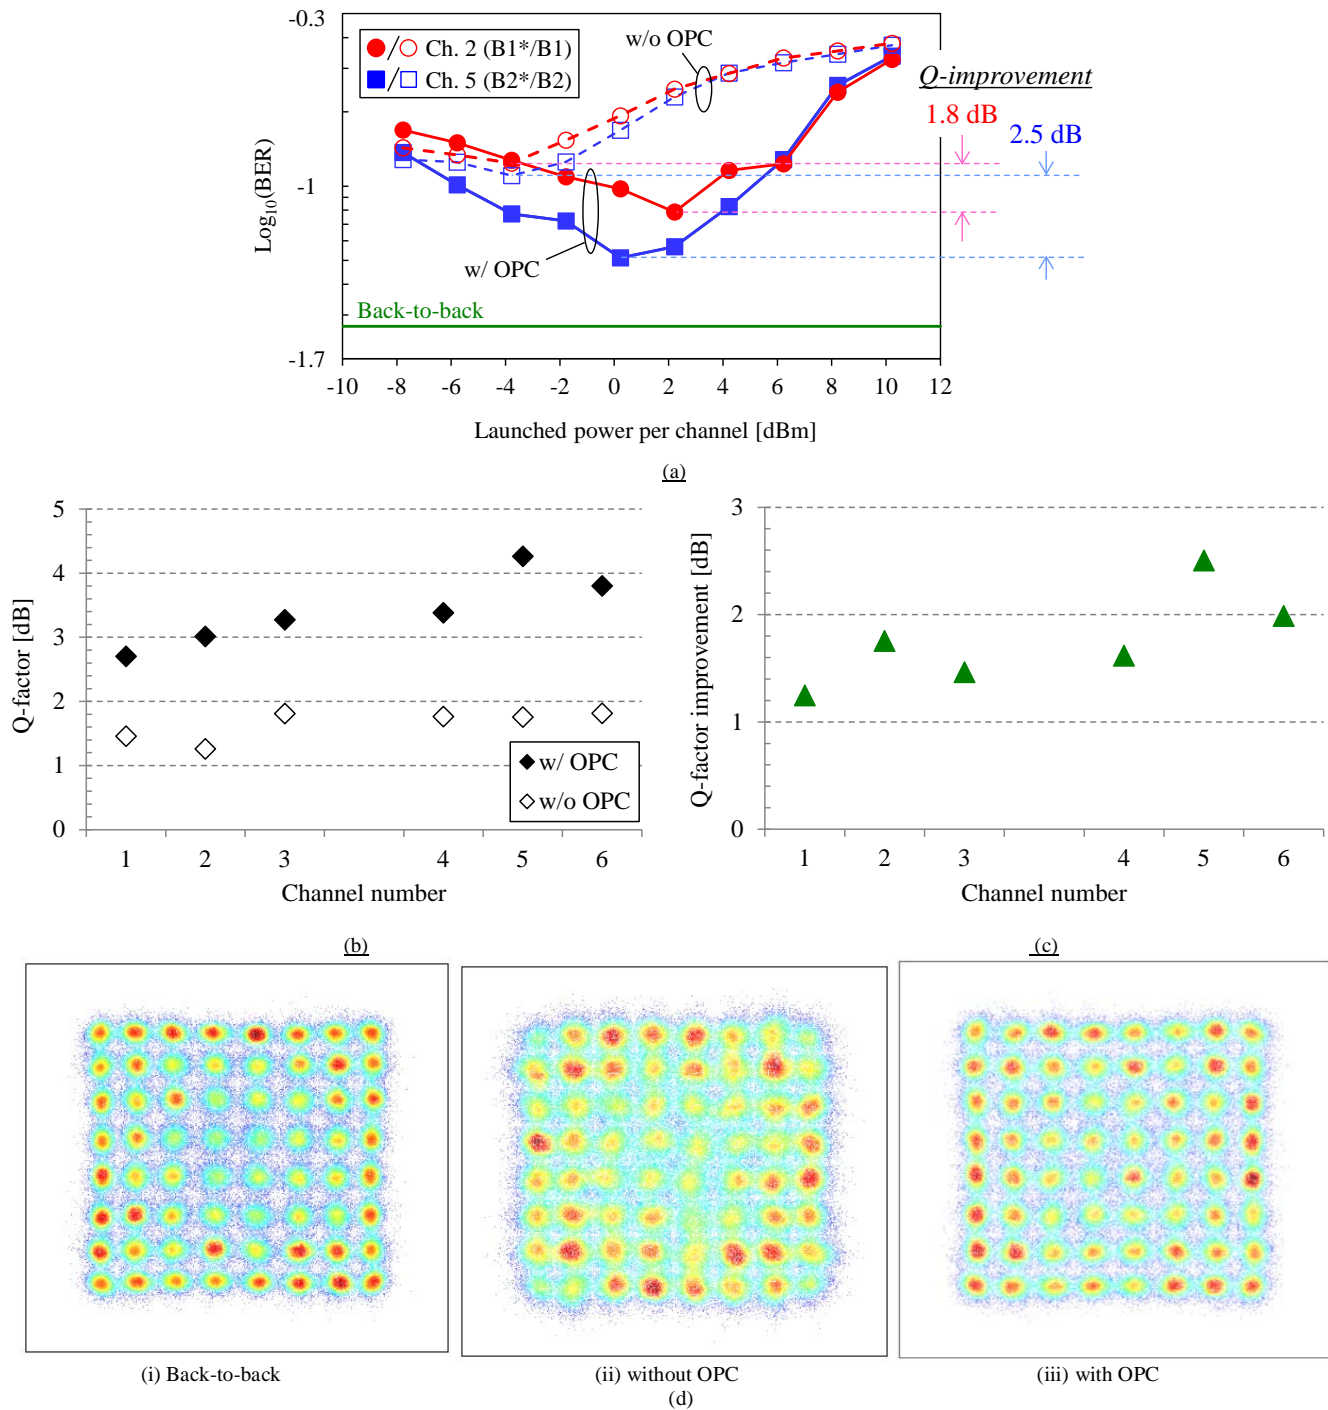 -0.3
w/o OPC
/ Ch. 2 (B1*/B1)
/ Ch. 5 (B2*/B2)
Q-improvement
1.8 dB
2.5 dB
Log10(BER)
-1
w/ OPC
Back-to-back
-1.7
-10 -8 -6 -4 -2 0 2 4 6 8 10 12
Launched power per channel [dBm]
(a)
Q-factor [dB]
5
4
3
2
1
0
w/ OPC
w/o OPC
1 2 3 4 5 6
Channel number
(b)
Q-factor improvement [dB]
3
2
1
0
1 2 3 4 5 6
Channel number
(c)
(i) Back-to-back
(ii) without OPC
(iii) with OPC
(d)